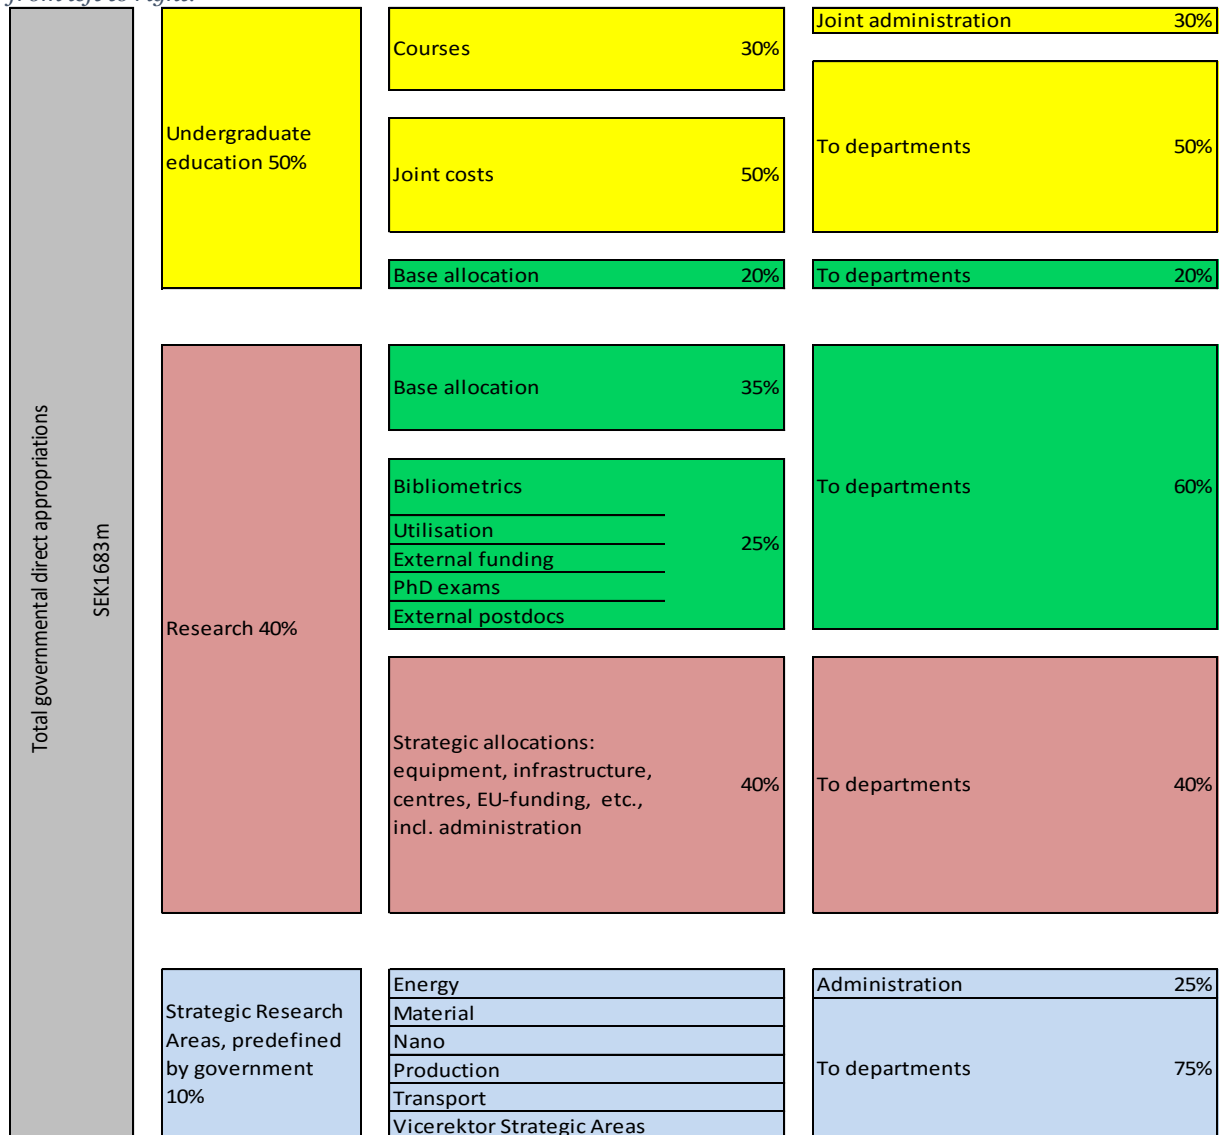 from left to right.
Total governmental direct appropriations
SEK1683m
Undergraduate
education 50%
Courses 30%
Joint costs 50%
Base allocation 20%
Joint administration 30%
To departments 50%
To departments 20%
Research 40%
Base allocation 35%
Bibliometrics
Utilisation
External funding
PhD exams
External postdocs
25%
Strategic allocations:
equipment, infrastructure,
centres, EU-funding, etc.,
incl. administration
40%
To departments 60%
To departments 40%
Strategic Research
Areas, predefined
by government
10%
Energy
Material
Nano
Production
Transport
Vicerektor Strategic Areas
Administration 25%
To departments 75%